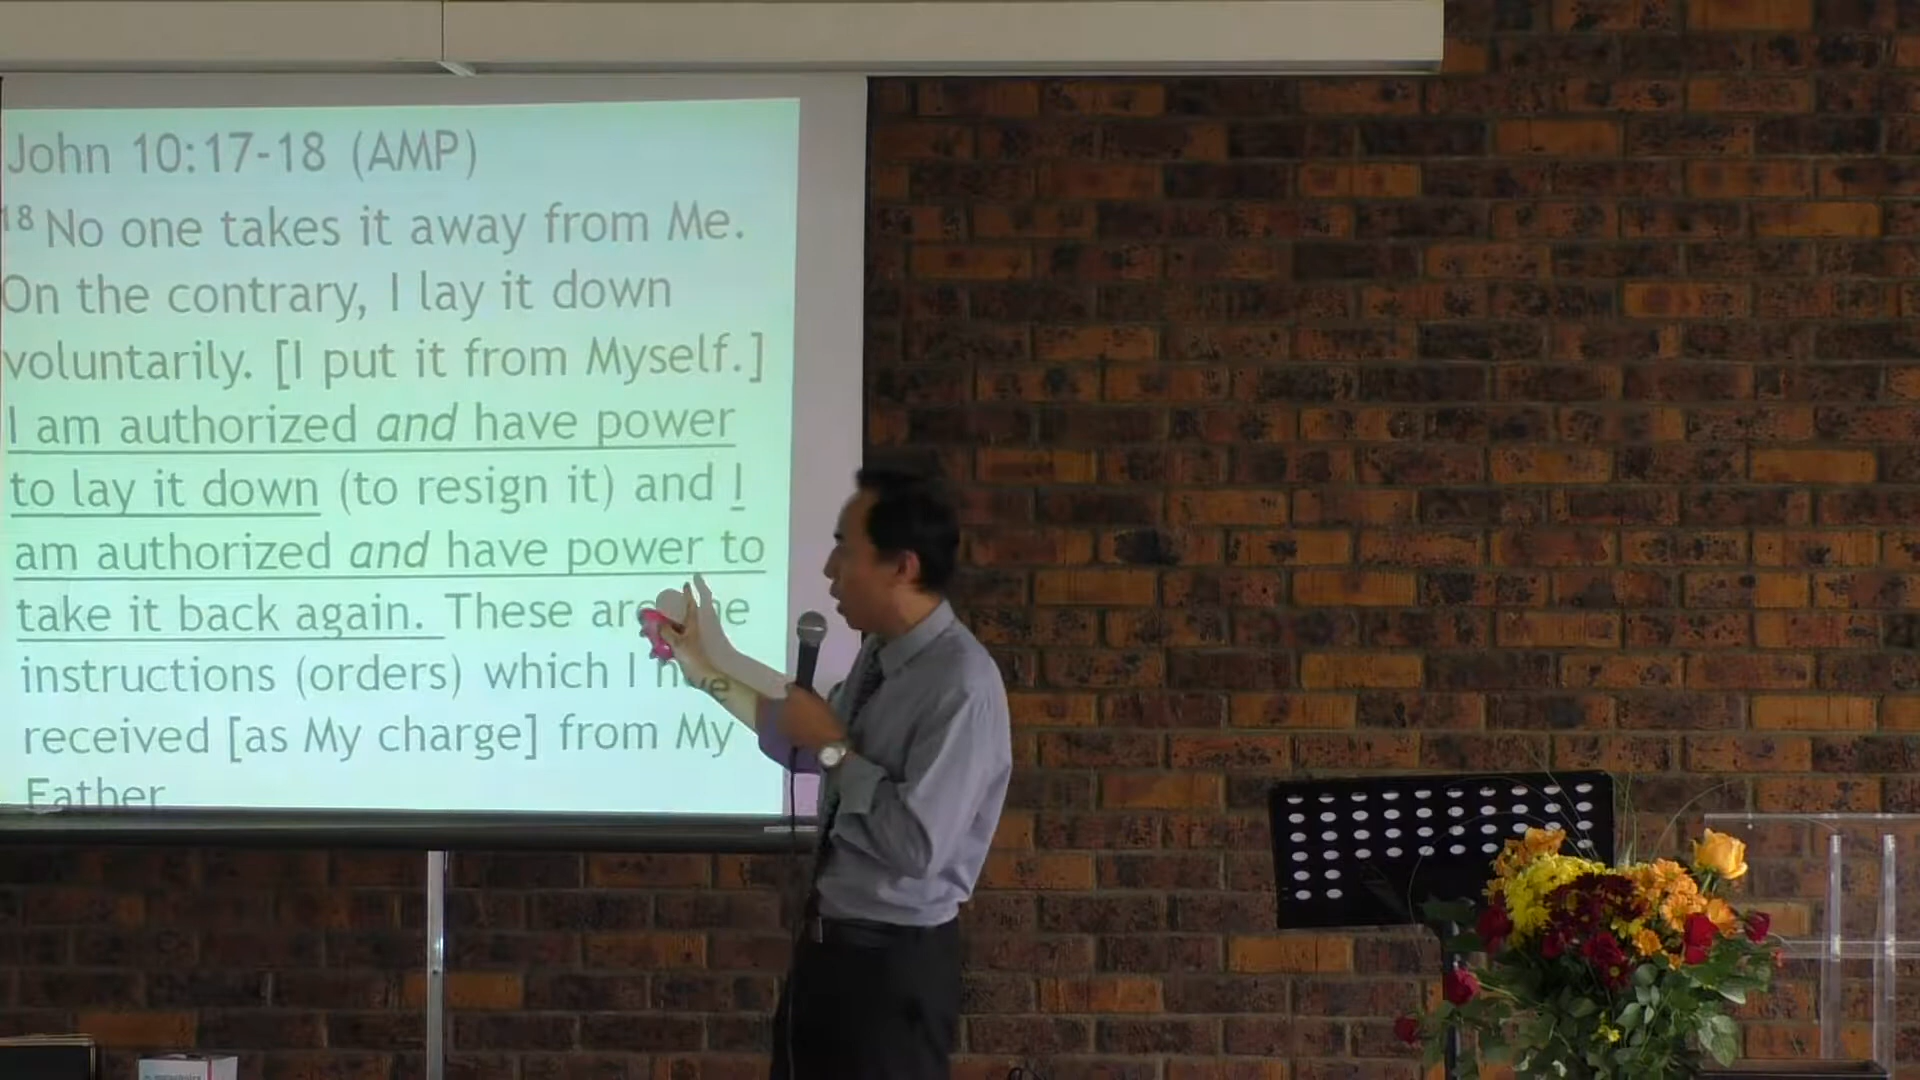 John 10:17-18 (AMP)
18 No one takes it away from Me.
On the contrary, I lay it down
voluntarily. [I put it from Myself.]
I am authorized and have power
to lay it down (to resign it) and I
am authorized and have power to
take it back again. These are
instructions (orders) which I
received [as My charge] from My
Father